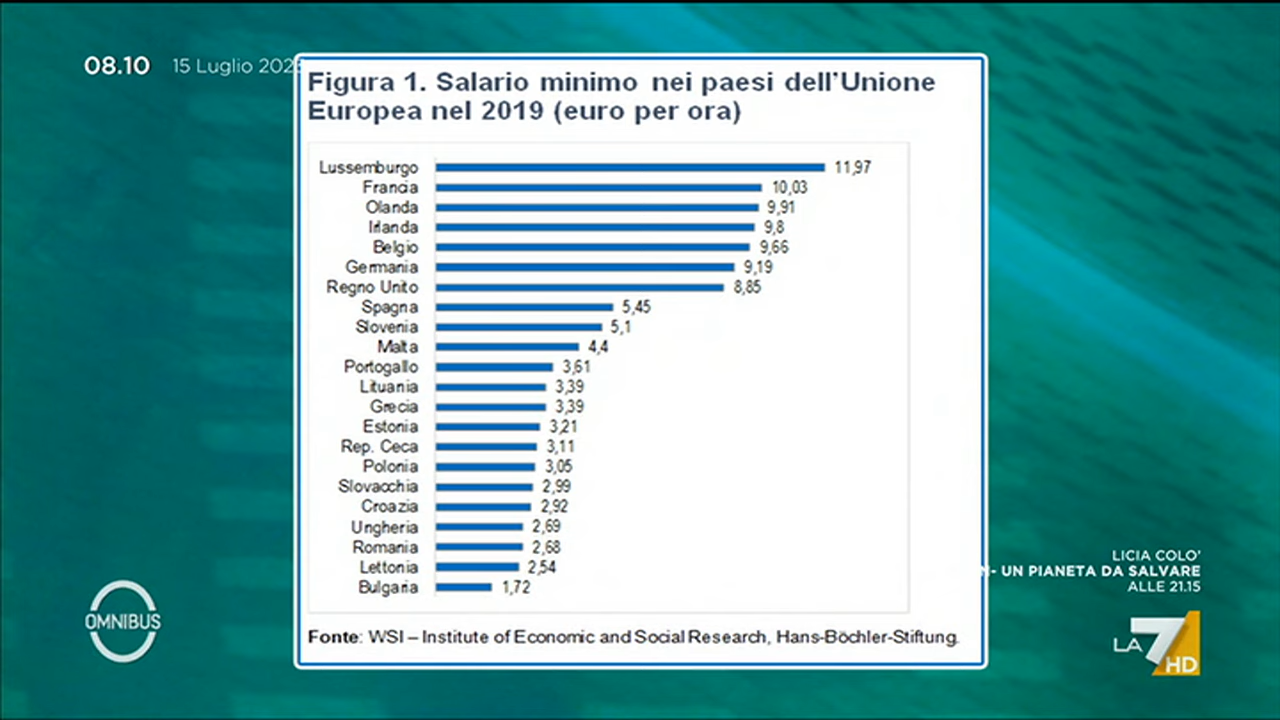 08.10 15 Luglio 202
Figura 1. Salario minimo nei paesi dell'Unione
Europea nel 2019 (euro per ora)
Lussemburgo 11,97
Francia 10,03
Olanda 9,91
Irlanda 9,8
Belgio 9,66
Germania 9,19
Regno Unito 8,85
Spagna 5,45
Slovenia 5,1
Malta 4,4
Portogallo 3,61
Lituania 3,39
Grecia 3,39
Estonia 3,21
Rep. Ceca 3,11
Polonia 3,05
Slovacchia 2,99
Croazia 2,92
Ungheria 2,69
Romania 2,68
Lettonia 2,54
Bulgaria 1,72
Fonte: WSI – Institute of Economic and Social Research, Hans-Böchler-Stiftung.
OMNIBUS
LICIA COLO'
- UN PIANETA DA SALVARE
ALLE 21.15
LA 7 HD